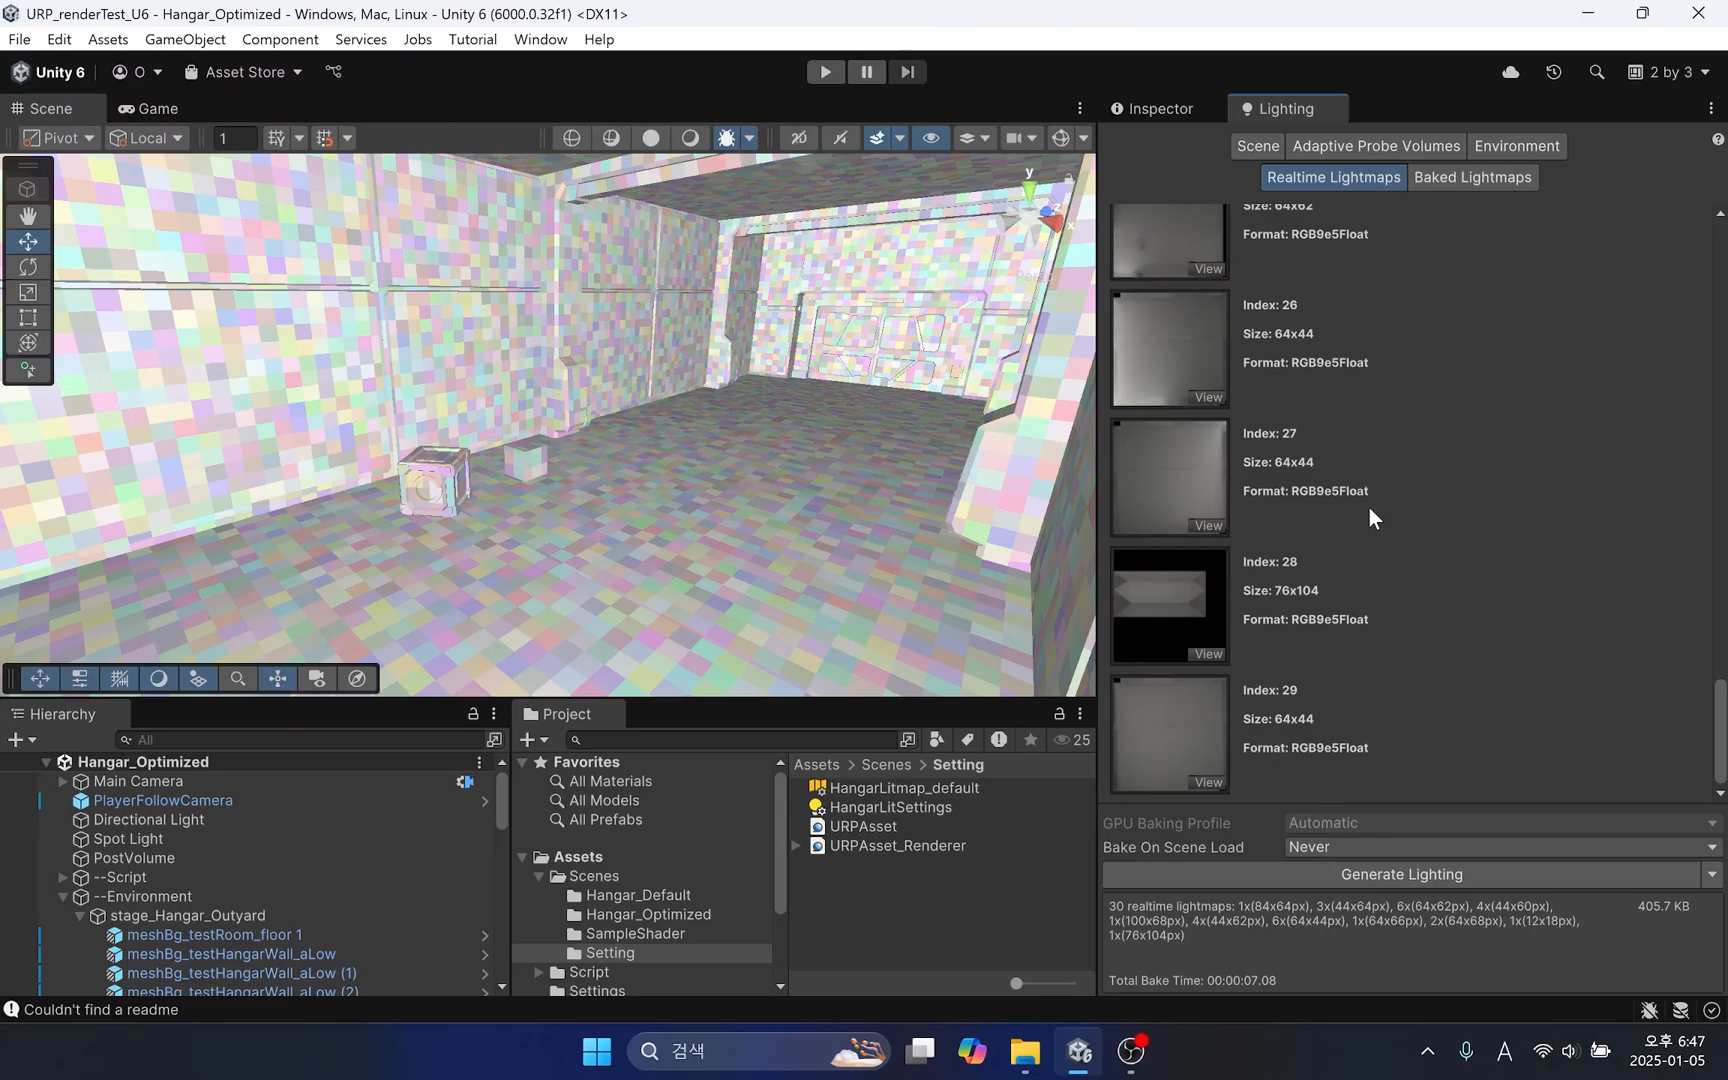 URP_renderTest_U6 - Hangar_Optimized - Windows, Mac, Linux - Unity 6 (6000.0.32f1) <DX11>
File Edit Assets GameObject Component Services Jobs Tutorial Window Help
Unity 6 O Asset Store 2 by 3
Scene Game Inspector Lighting
Pivot Local 1 2D
Scene Adaptive Probe Volumes Environment
Realtime Lightmaps Baked Lightmaps
y
z
x
Size: 64x62
Format: RGB9e5Float
View
Index: 26
Size: 64x44
Format: RGB9e5Float
View
Index: 27
Size: 64x44
Format: RGB9e5Float
View
Index: 28
Size: 76x104
Format: RGB9e5Float
View
Index: 29
Size: 64x44
Format: RGB9e5Float
View
GPU Baking Profile Automatic
Bake On Scene Load Never
Generate Lighting
30 realtime lightmaps: 1x(84x64px), 3x(44x64px), 6x(64x62px), 4x(44x60px), 405.7 KB
1x(100x68px), 4x(44x62px), 6x(64x44px), 1x(64x66px), 2x(64x68px), 1x(12x18px),
1x(76x104px)
Total Bake Time: 00:00:07.08
Hierarchy
All
Hangar_Optimized
Main Camera
PlayerFollowCamera
Directional Light
Spot Light
PostVolume
--Script
--Environment
stage_Hangar_Outyard
meshBg_testRoom_floor 1
meshBg_testHangarWall_aLow
meshBg_testHangarWall_aLow (1)
meshBg_testHangarWall_aLow (2)
Project
25
Favorites
All Materials
All Models
All Prefabs
Assets
Scenes
Hangar_Default
Hangar_Optimized
SampleShader
Setting
Script
Settings
Assets > Scenes > Setting
HangarLitmap_default
HangarLitSettings
URPAsset
URPAsset_Renderer
Couldn't find a readme
검색
A
오후 6:47
2025-01-05